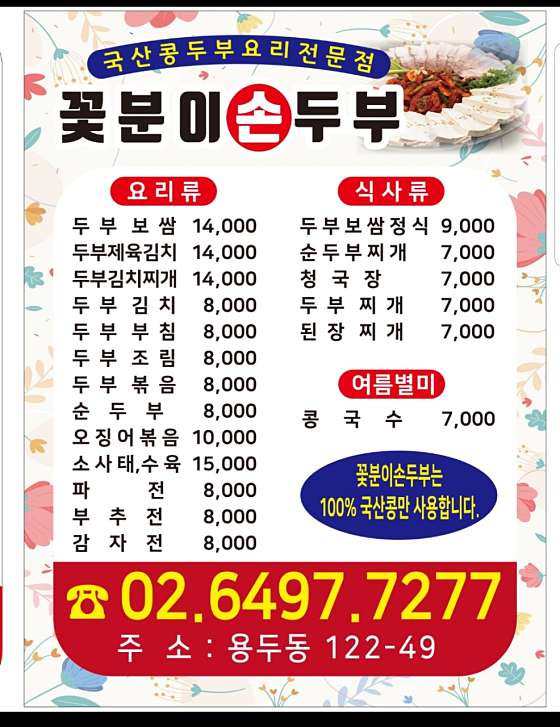 국산콩두부요리전문점
꽃분이손두부
요리류
두부보쌈 14,000
두부제육김치 14,000
두부김치찌개 14,000
두부김치 8,000
두부부침 8,000
두부조림 8,000
두부볶음 8,000
순두부 8,000
오징어볶음 10,000
소사태,수육 15,000
파전 8,000
부추전 8,000
감자전 8,000
식사류
두부보쌈정식 9,000
순두부찌개 7,000
청국장 7,000
두부찌개 7,000
된장찌개 7,000
여름별미
콩국수 7,000
꽃분이손두부는
100% 국산콩만 사용합니다.
☎ 02.6497.7277
주 소 : 용두동 122-49